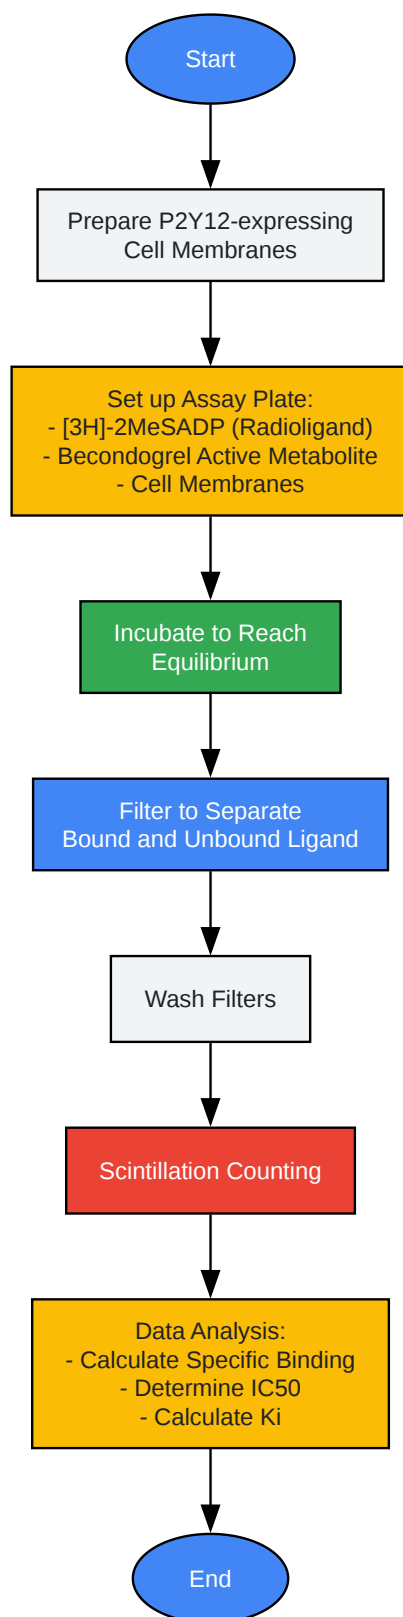 Start
Prepare P2Y12-expressing
Cell Membranes
Set up Assay Plate:
- [3H]-2MeSADP (Radioligand)
- Becondogrel Active Metabolite
- Cell Membranes
Incubate to Reach
Equilibrium
Filter to Separate
Bound and Unbound Ligand
Wash Filters
Scintillation Counting
Data Analysis:
- Calculate Specific Binding
- Determine IC50
- Calculate Ki
End